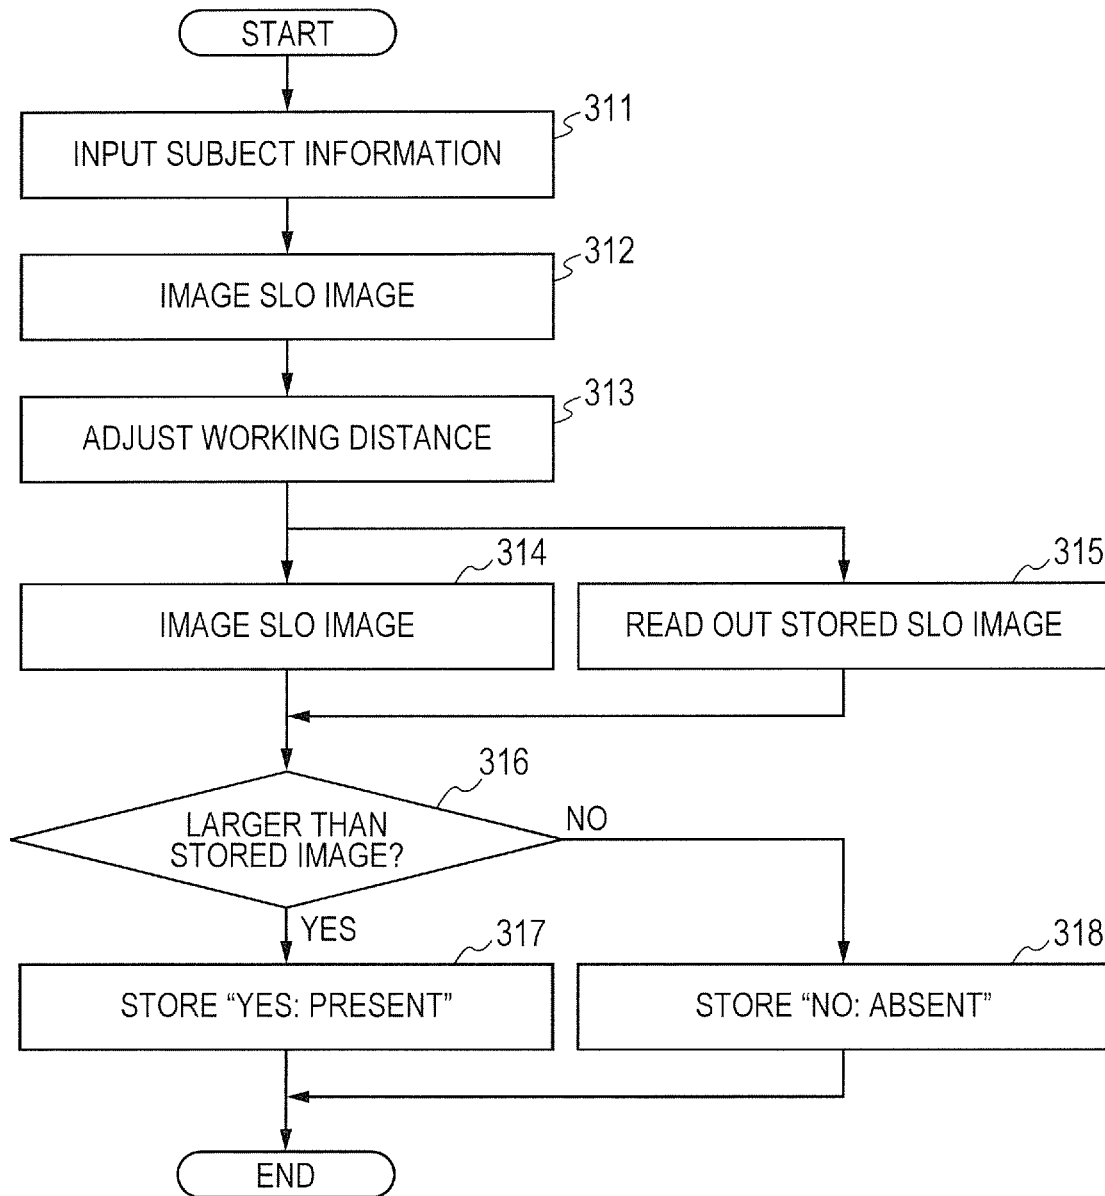 START
311
INPUT SUBJECT INFORMATION
312
IMAGE SLO IMAGE
313
ADJUST WORKING DISTANCE
314
IMAGE SLO IMAGE
315
READ OUT STORED SLO IMAGE
316
LARGER THAN
STORED IMAGE?
NO
YES
317
STORE “YES: PRESENT”
318
STORE “NO: ABSENT”
END